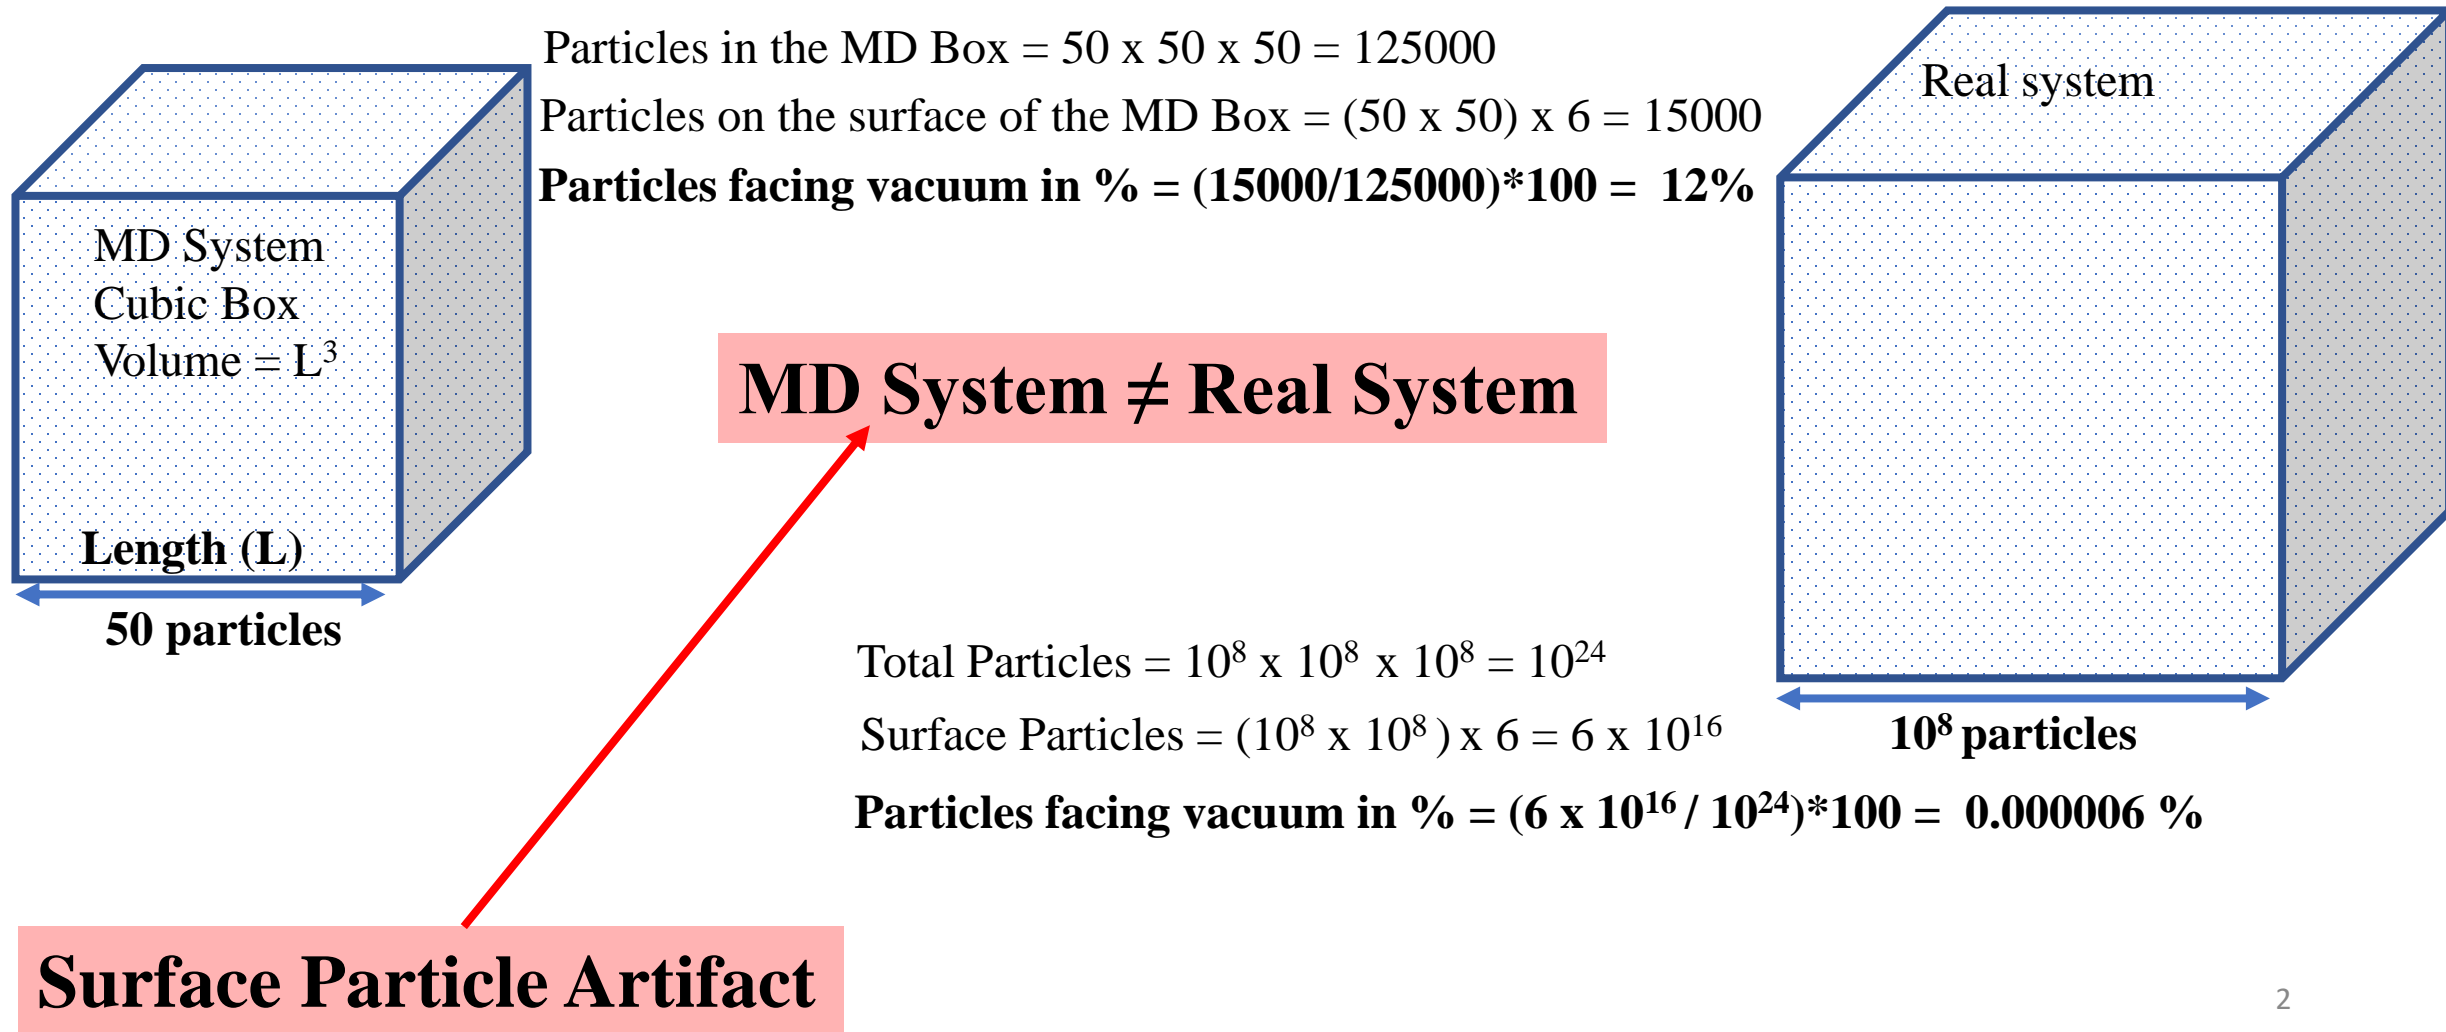 Particles in the MD Box = 50 x 50 x 50 = 125000
Particles on the surface of the MD Box = (50 x 50) x 6 = 15000
Particles facing vacuum in % = (15000/125000)*100 = 12%
Real system
MD System
Cubic Box
Volume = L³
Length (L)
50 particles
MD System ≠ Real System
Total Particles = 10⁸ x 10⁸ x 10⁸ = 10²⁴
Surface Particles = (10⁸ x 10⁸ ) x 6 = 6 x 10¹⁶
Particles facing vacuum in % = (6 x 10¹⁶ / 10²⁴)*100 = 0.000006 %
10⁸ particles
Surface Particle Artifact
2